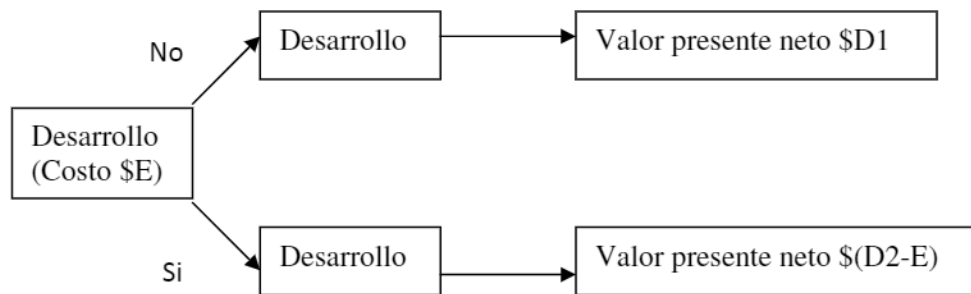 No
Desarrollo
Valor presente neto $D1
Desarrollo
(Costo $E)
Si
Desarrollo
Valor presente neto $(D2-E)